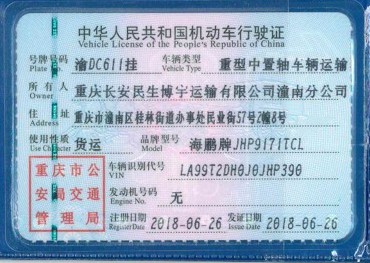 中华人民共和国机动车行驶证
Vehicle License of the People's Republic of China
号牌号码 渝DC611挂 车辆类型 重型中置轴车辆运输
Plate No. Vehicle Type
所有人 重庆长安民生博宇运输有限公司潼南分公司
Owner
住址 重庆市潼南区桂林街道办事处民业街57号2幢8号
Address
使用性质 货运 品牌型号 海鹏牌JHP9171TCL
Use Character Model
重庆市公安局交通管理局
车辆识别代号 LA99T2DH0J0JHP390
VIN
发动机号码 无
Engine No.
注册日期 2018-06-26 发证日期 2018-06-26
Register Date Issue Date